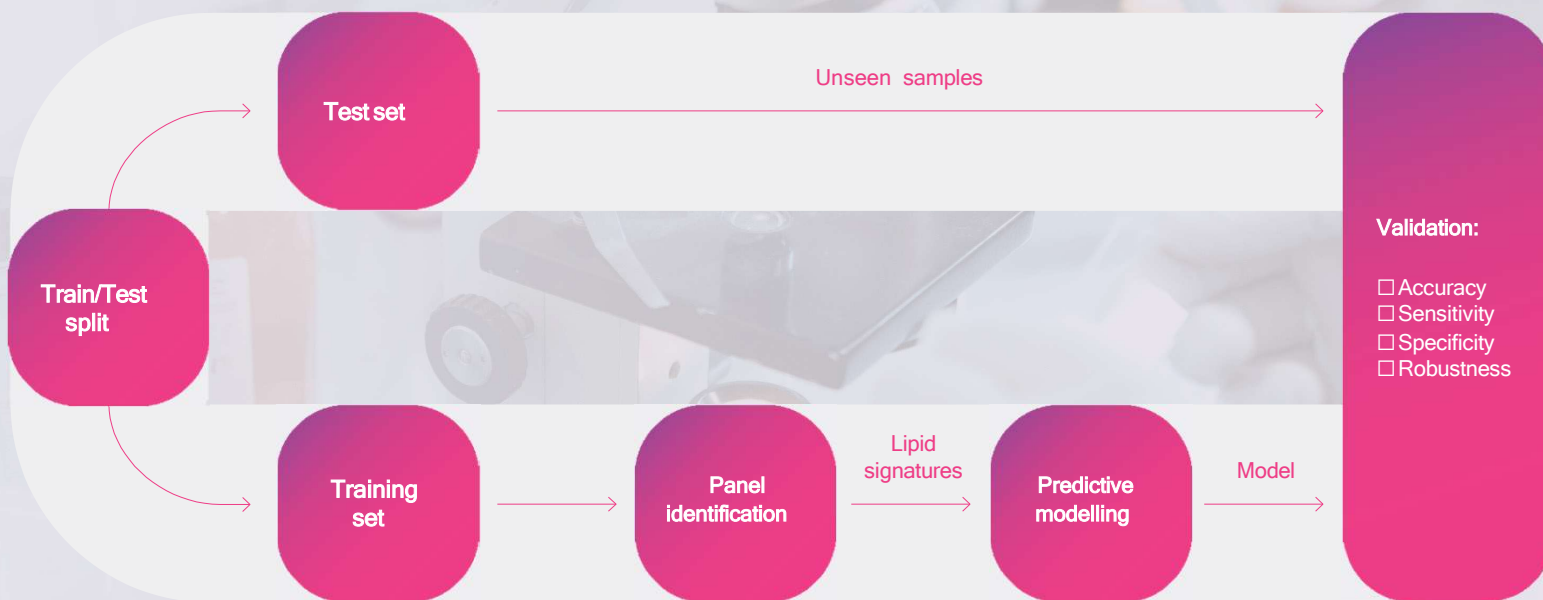 Test set
Unseen samples
Train/Test
split
Validation:
☐ Accuracy
☐ Sensitivity
☐ Specificity
☐ Robustness
Training
set
Panel
identification
Lipid
signatures
Predictive
modelling
Model